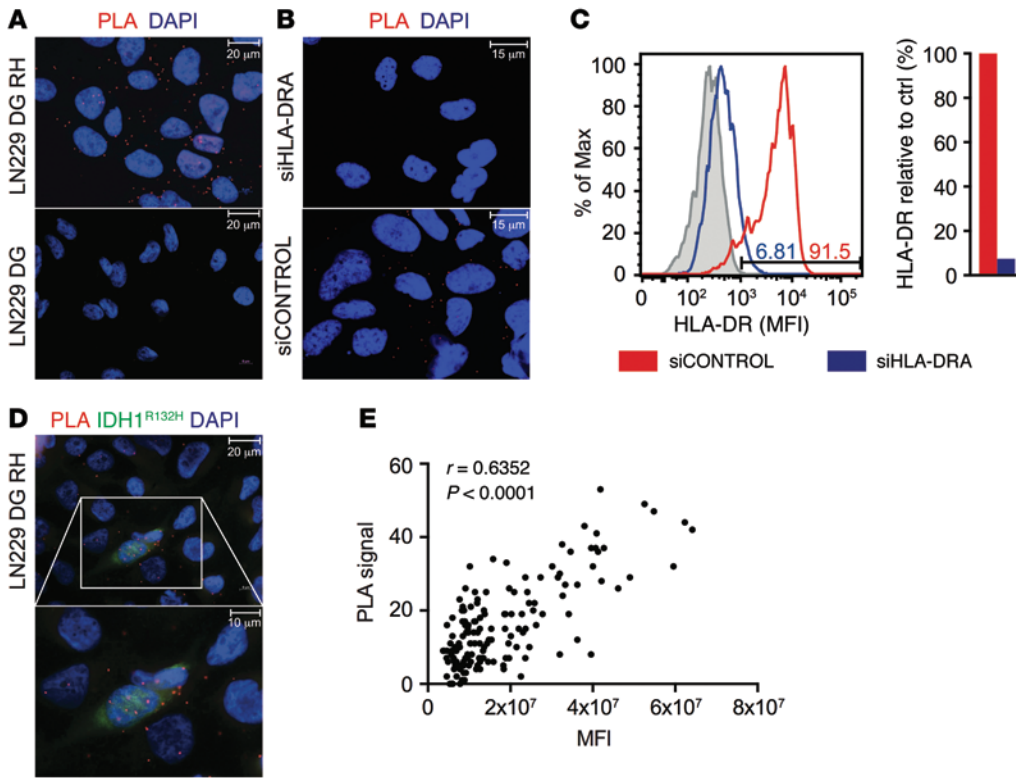 A
PLA DAPI
LN229 DG RH
20 μm
LN229 DG
20 μm
B
PLA DAPI
siHLA-DRA
15 μm
siCONTROL
15 μm
C
% of Max
100
80
60
40
20
0
6.81 91.5
0 10² 10³ 10⁴ 10⁵
HLA-DR (MFI)
HLA-DR relative to ctrl (%)
100
80
60
40
20
0
siCONTROL siHLA-DRA
D
PLA IDH1R132H DAPI
LN229 DG RH
20 μm
10 μm
E
r = 0.6352
P < 0.0001
PLA signal
60
40
20
0
0 2x10⁷ 4x10⁷ 6x10⁷ 8x10⁷
MFI